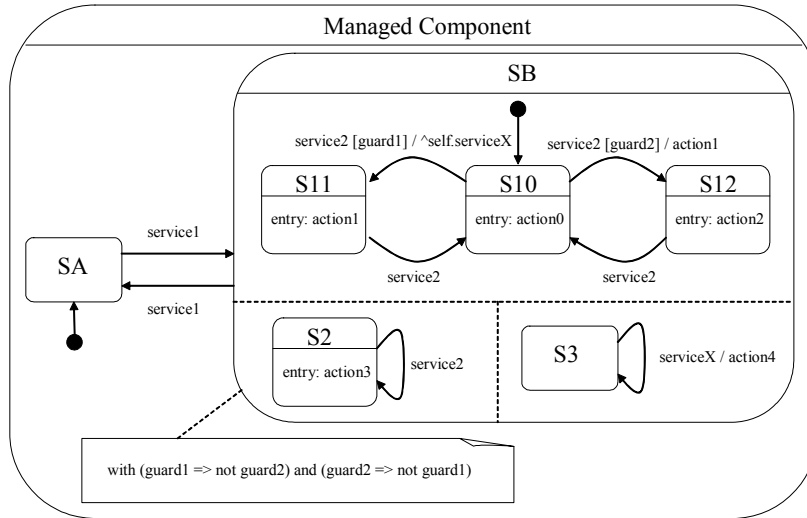 Managed Component
SB
service2 [guard1] / ^self.serviceX
service2 [guard2] / action1
S11
S10
S12
entry: action1
entry: action0
entry: action2
service1
SA
service2
service2
service1
S2
entry: action3
service2
S3
serviceX / action4
with (guard1 => not guard2) and (guard2 => not guard1)